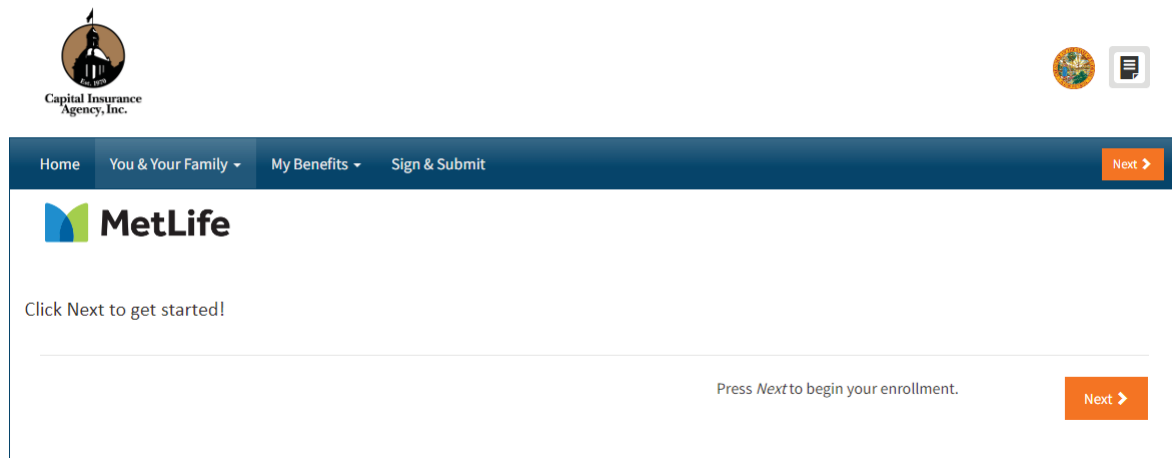 Est. 1970
Capital Insurance
Agency, Inc.
Home You & Your Family My Benefits Sign & Submit Next
MetLife
Click Next to get started!
Press Next to begin your enrollment.
Next